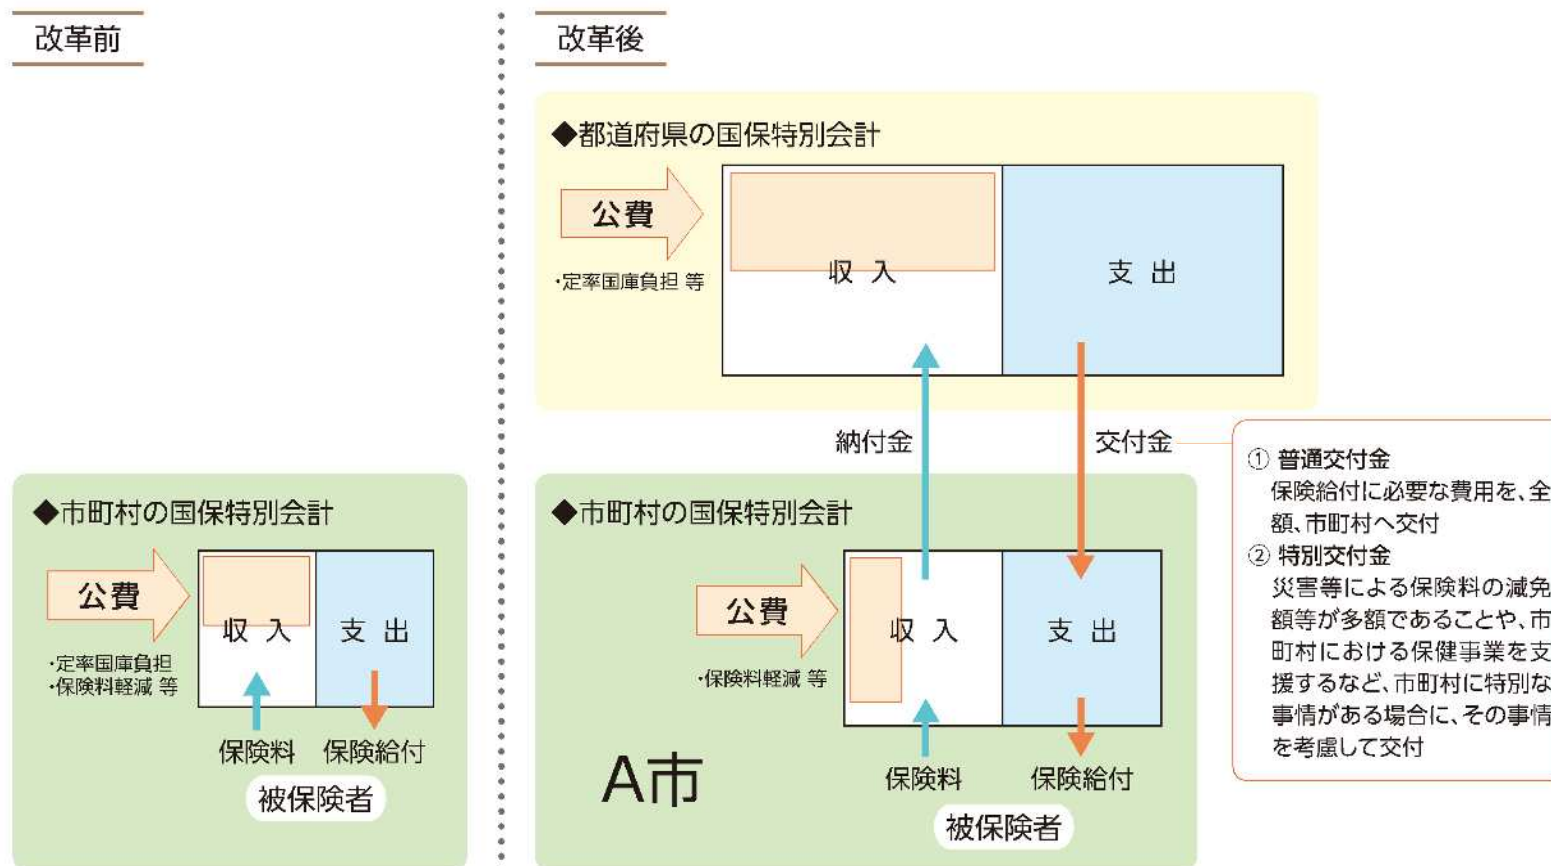 改革前
◆市町村の国保特別会計
公費
・定率国庫負担
・保険料軽減 等
収 入
支 出
保険料
保険給付
被保険者
改革後
◆都道府県の国保特別会計
公費
・定率国庫負担 等
収 入
支 出
納付金
交付金
① 普通交付金
保険給付に必要な費用を、全
額、市町村へ交付
② 特別交付金
災害等による保険料の減免
額等が多額であることや、市
町村における保健事業を支
援するなど、市町村に特別な
事情がある場合に、その事情
を考慮して交付
◆市町村の国保特別会計
公費
・保険料軽減 等
収 入
支 出
A市
保険料
保険給付
被保険者